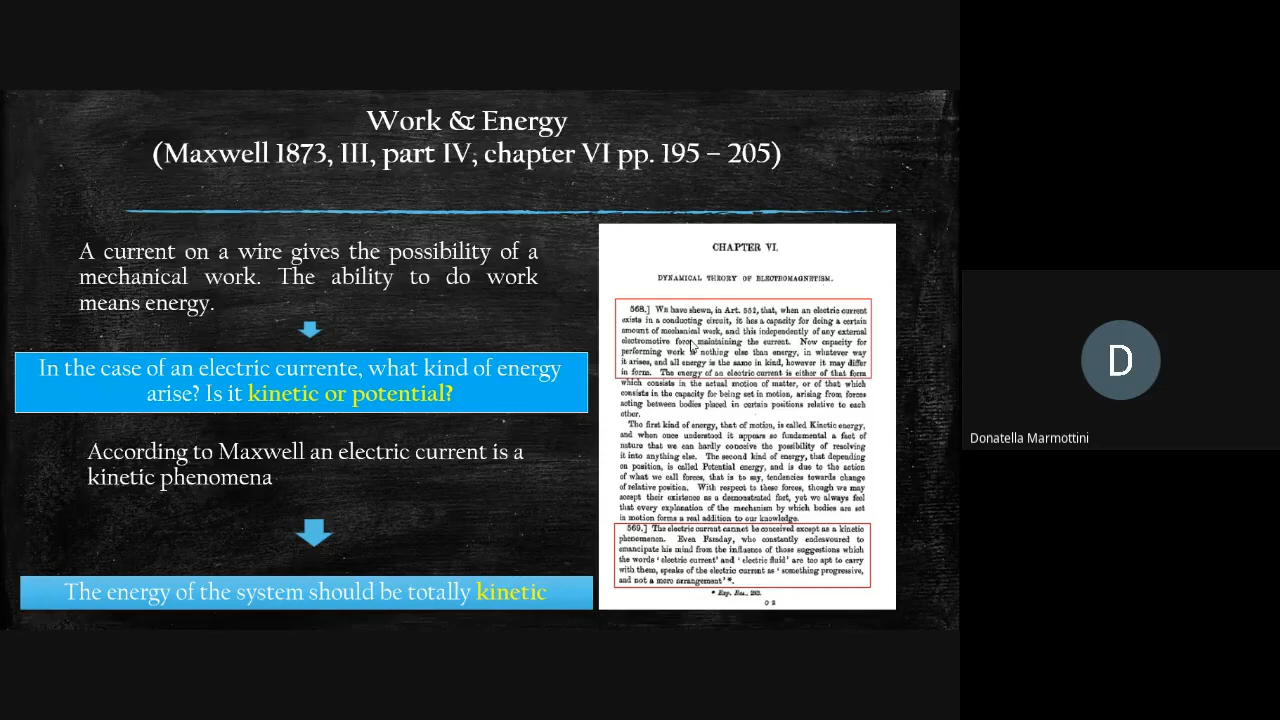 Work & Energy
(Maxwell 1873, III, part IV, chapter VI pp. 195 – 205)
A current on a wire gives the possibility of a
mechanical work. The ability to do work
means energy.
In the case of an electric currente, what kind of energy
arise? Is it kinetic or potential?
According to Maxwell an electric current is a
kinetic phenomena
The energy of the system should be totally kinetic
CHAPTER VI.
DYNAMICAL THEORY OF ELECTROMAGNETISM.
568.] We have shewn, in Art. 552, that, when an electric current
exists in a conducting circuit, it has a capacity for doing a certain
amount of mechanical work, and this independently of any external
electromotive force maintaining the current. Now capacity for
performing work is nothing else than energy, in whatever way
it arises, and all energy is the same in kind, however it may differ
in form. The energy of an electric current is either of that form
which consists in the actual motion of matter, or of that which
consists in the capacity for being set in motion, arising from forces
acting between bodies placed in certain positions relative to each
other.
The first kind of energy, that of motion, is called Kinetic energy,
and when once understood it appears so fundamental a fact of
nature that we can hardly conceive the possibility of resolving
it into anything else. The second kind of energy, that depending
on position, is called Potential energy, and is due to the action
of what we call forces, that is to say, tendencies towards change
of relative position. With respect to these forces, though we may
accept their existence as a demonstrated fact, yet we always feel
that every explanation of the mechanism by which bodies are set
in motion forms a real addition to our knowledge.
569.] The electric current cannot be conceived except as a kinetic
phenomenon. Even Faraday, who constantly endeavoured to
emancipate his mind from the influence of those suggestions which
the words 'electric current' and 'electric fluid' are too apt to carry
with them, speaks of the electric current as 'something progressive,
and not a mere arrangement'*.
* Exp. Res., 283.
O 2
D
Donatella Marmottini